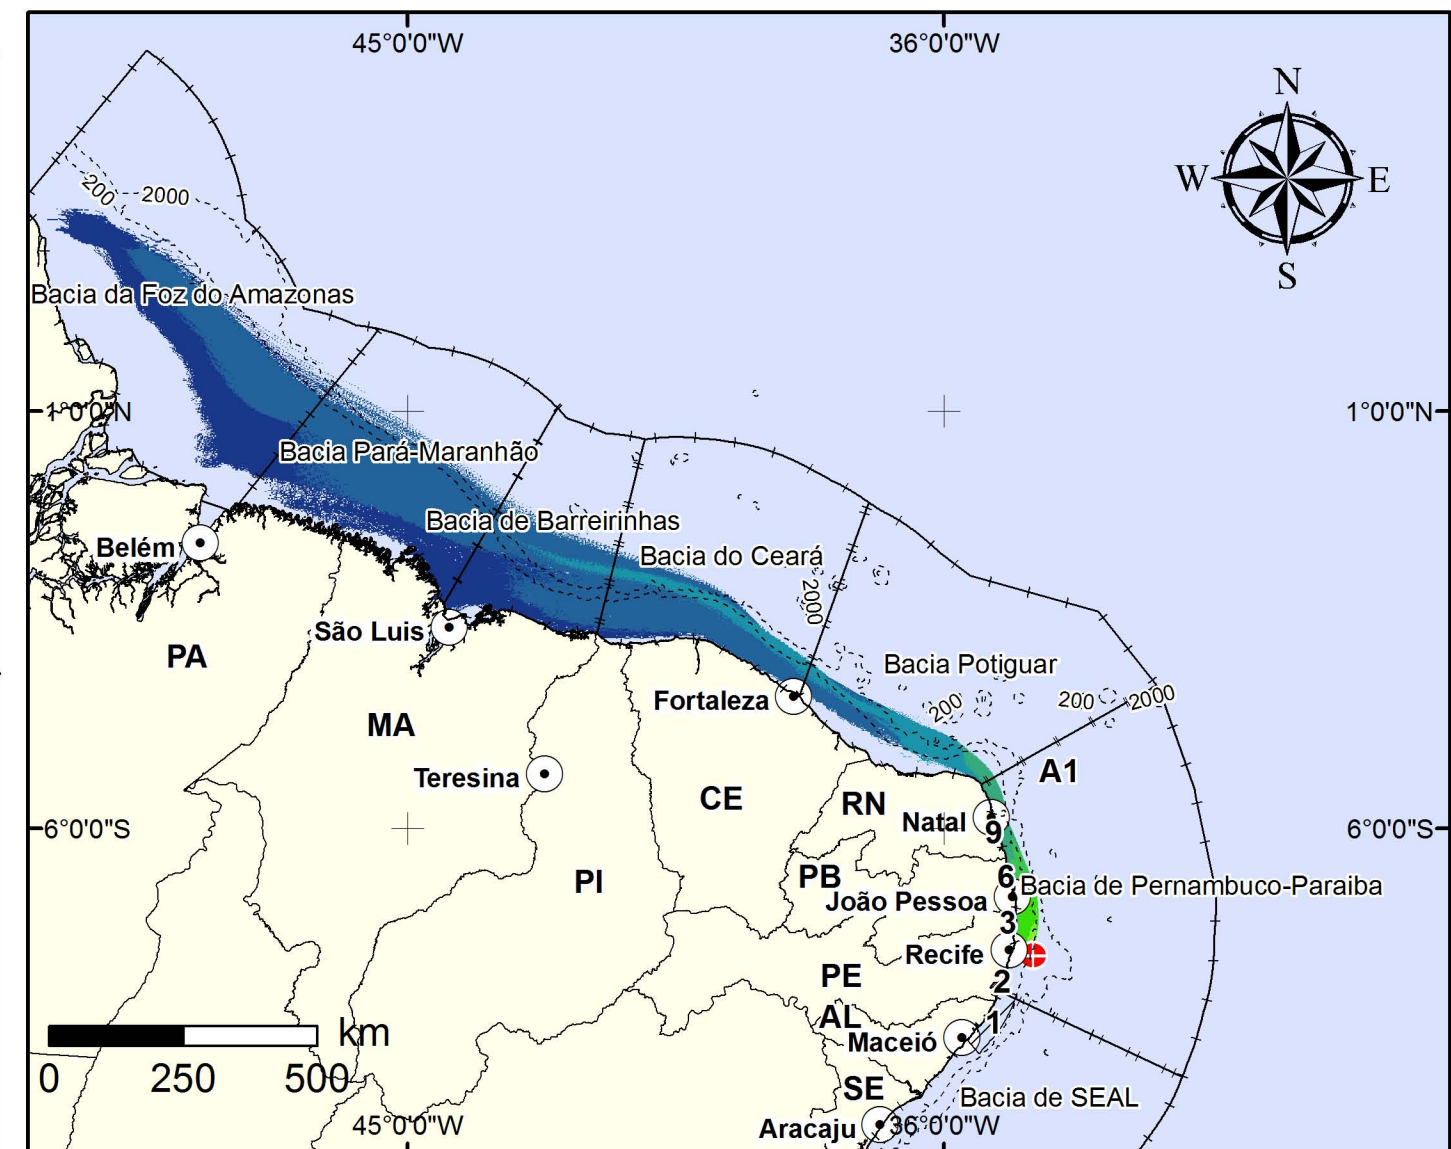 45°0'0"W
36°0'0"W
N
W
E
S
200
2000
Bacia da Foz do Amazonas
1°0'0"N
1°0'0"N
Bacia Pará-Maranhão
Bacia de Barreirinhas
Belém
Bacia do Ceará
2000
São Luis
PA
Bacia Potiguar
Fortaleza
200
200
2000
MA
Teresina
A1
CE
RN
Natal
9
6°0'0"S
6°0'0"S
PI
PB
6
Bacia de Pernambuco-Paraiba
João Pessoa
3
Recife
PE
2
AL
1
Maceió
km
0
250
500
SE
Bacia de SEAL
45°0'0"W
Aracaju
36°0'0"W